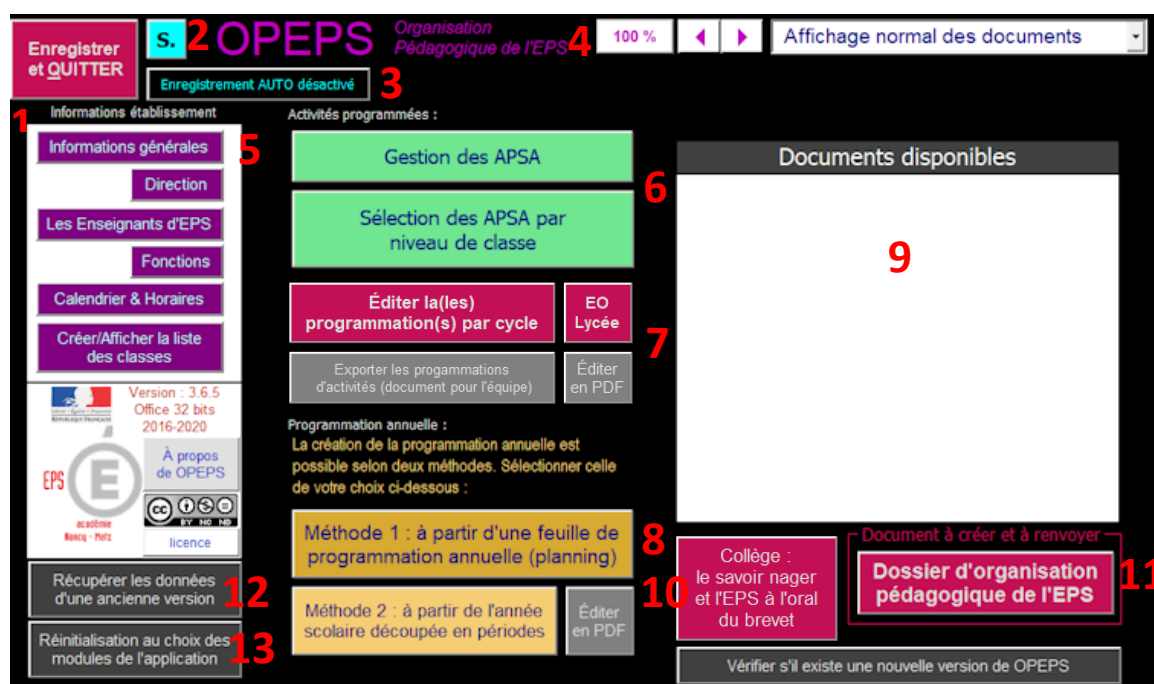 Enregistrer
et QUITTER
1
S.
2
OPEPS
Organisation
Pédagogique de l'EPS
4
100 %
Affichage normal des documents
Enregistrement AUTO désactivé
3
Informations établissement
Informations générales
5
Direction
Les Enseignants d'EPS
Fonctions
Calendrier & Horaires
Créer/Afficher la liste
des classes
Version : 3.6.5
Office 32 bits
2016-2020
À propos
de OPEPS
EPS
académie
Nancy - Metz
cc
BY NC ND
licence
Récupérer les données
d'une ancienne version
12
Réinitialisation au choix des
modules de l'application
13
Activités programmées :
Gestion des APSA
6
Sélection des APSA par
niveau de classe
Éditer la(les)
programmation(s) par cycle
EO
Lycée
7
Exporter les progammations
d'activités (document pour l'équipe)
Éditer
en PDF
Programmation annuelle :
La création de la programmation annuelle est
possible selon deux méthodes. Sélectionner celle
de votre choix ci-dessous :
Méthode 1 : à partir d'une feuille de
programmation annuelle (planning)
8
Méthode 2 : à partir de l'année
scolaire découpée en périodes
Éditer
en PDF
10
Documents disponibles
9
Collège :
le savoir nager
et l'EPS à l'oral
du brevet
Document à créer et à renvoyer
Dossier d'organisation
pédagogique de l'EPS
11
Vérifier s'il existe une nouvelle version de OPEPS